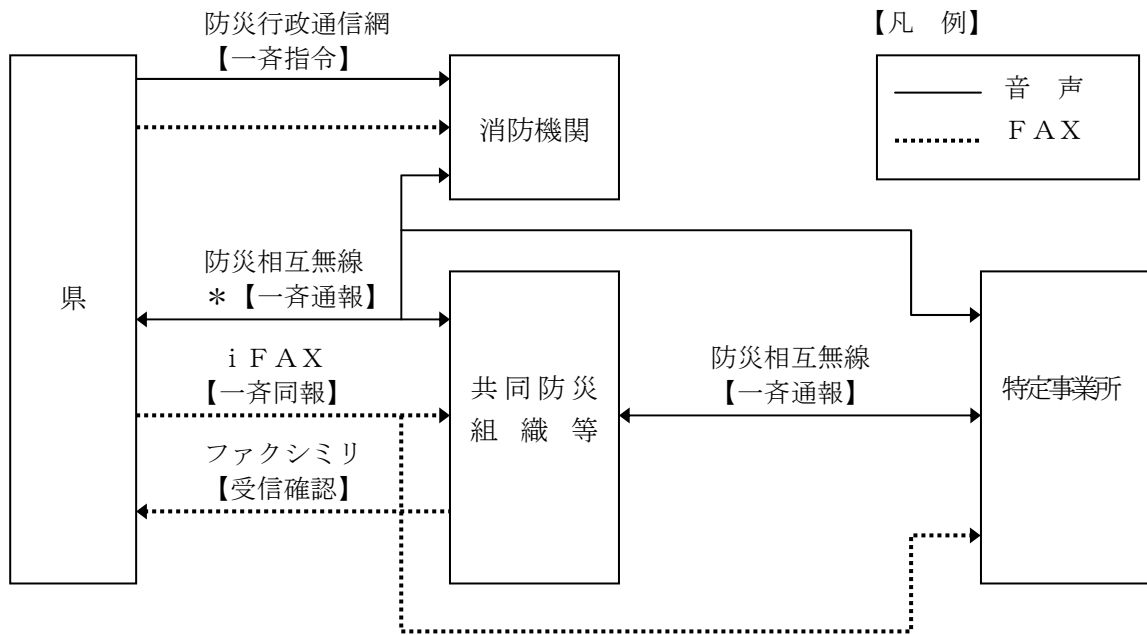 防災行政通信網
【一斉指令】
【凡　例】
音　声
ＦＡＸ
消防機関
県
防災相互無線
＊【一斉通報】
ｉＦＡＸ
【一斉同報】
ファクシミリ
【受信確認】
共同防災
組織等
防災相互無線
【一斉通報】
特定事業所